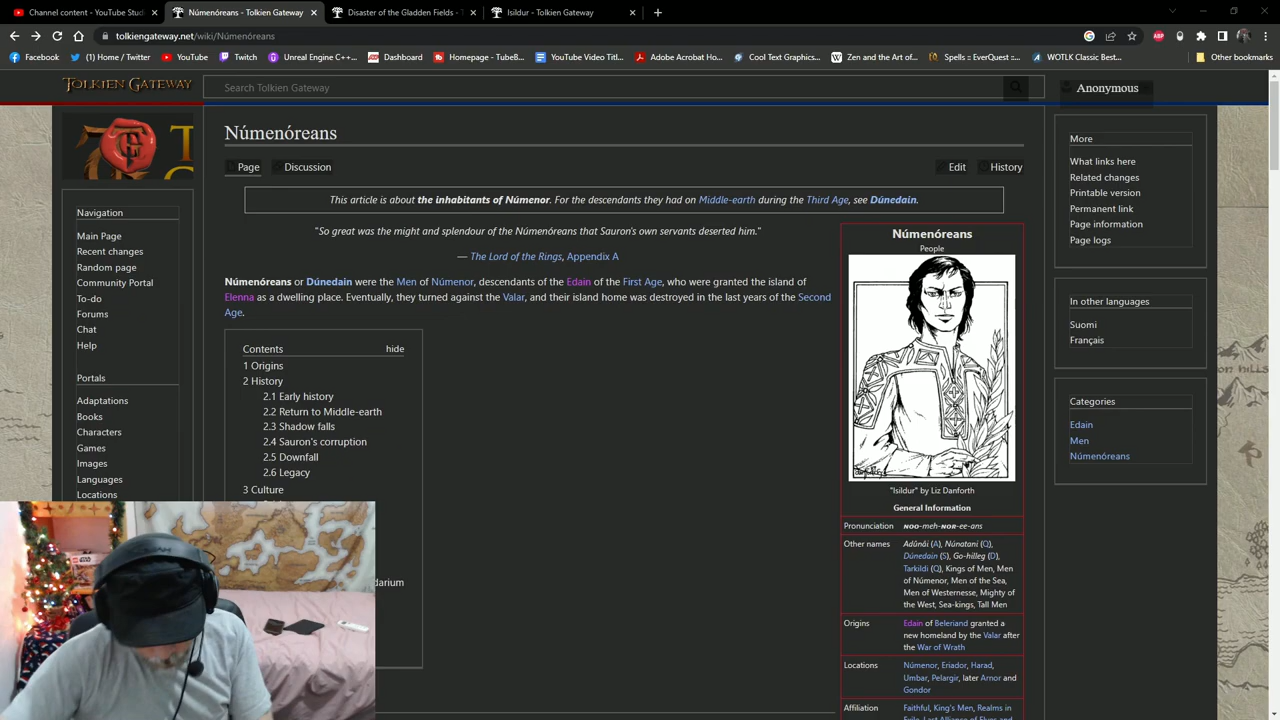 Channel content - YouTube Studi
Númenóreans - Tolkien Gateway
Disaster of the Gladden Fields - T
Isildur - Tolkien Gateway
tolkiengateway.net/wiki/Númenóreans
Facebook
(1) Home / Twitter
YouTube
Twitch
Unreal Engine C++...
Dashboard
Homepage - TubeB...
YouTube Video Titl...
Adobe Acrobat Ho...
Cool Text Graphics...
Zen and the Art of...
Spells :: EverQuest...
WOTLK Classic Best...
Other bookmarks
TOLKIEN GATEWAY
Search Tolkien Gateway
Anonymous
Númenóreans
Page
Discussion
Edit
History
This article is about the inhabitants of Númenor. For the descendants they had on Middle-earth during the Third Age, see Dúnedain.
"So great was the might and splendour of the Númenóreans that Sauron's own servants deserted him."
— The Lord of the Rings, Appendix A
Númenóreans or Dúnedain were the Men of Númenor, descendants of the Edain of the First Age, who were granted the island of
Elenna as a dwelling place. Eventually, they turned against the Valar, and their island home was destroyed in the last years of the Second
Age.
Contents
hide
1 Origins
2 History
2.1 Early history
2.2 Return to Middle-earth
2.3 Shadow falls
2.4 Sauron's corruption
2.5 Downfall
2.6 Legacy
3 Culture
darium
Navigation
Main Page
Recent changes
Random page
Community Portal
To-do
Forums
Chat
Help
Portals
Adaptations
Books
Characters
Games
Images
Languages
Locations
Númenóreans
People
"Isildur" by Liz Danforth
General Information
Pronunciation
noo-meh-nor-ee-ans
Other names
Adûnâi (A), Núnatani (Q),
Dúnedain (S), Go-hilleg (D),
Tarkildi (Q), Kings of Men, Men
of Númenor, Men of the Sea,
Men of Westernesse, Mighty of
the West, Sea-kings, Tall Men
Origins
Edain of Beleriand granted a
new homeland by the Valar after
the War of Wrath
Locations
Númenor, Eriador, Harad,
Umbar, Pelargir, later Arnor and
Gondor
Affiliation
Faithful, King's Men, Realms in
Exile, Last Alliance of Elves and
More
What links here
Related changes
Printable version
Permanent link
Page information
Page logs
In other languages
Suomi
Français
Categories
Edain
Men
Númenóreans